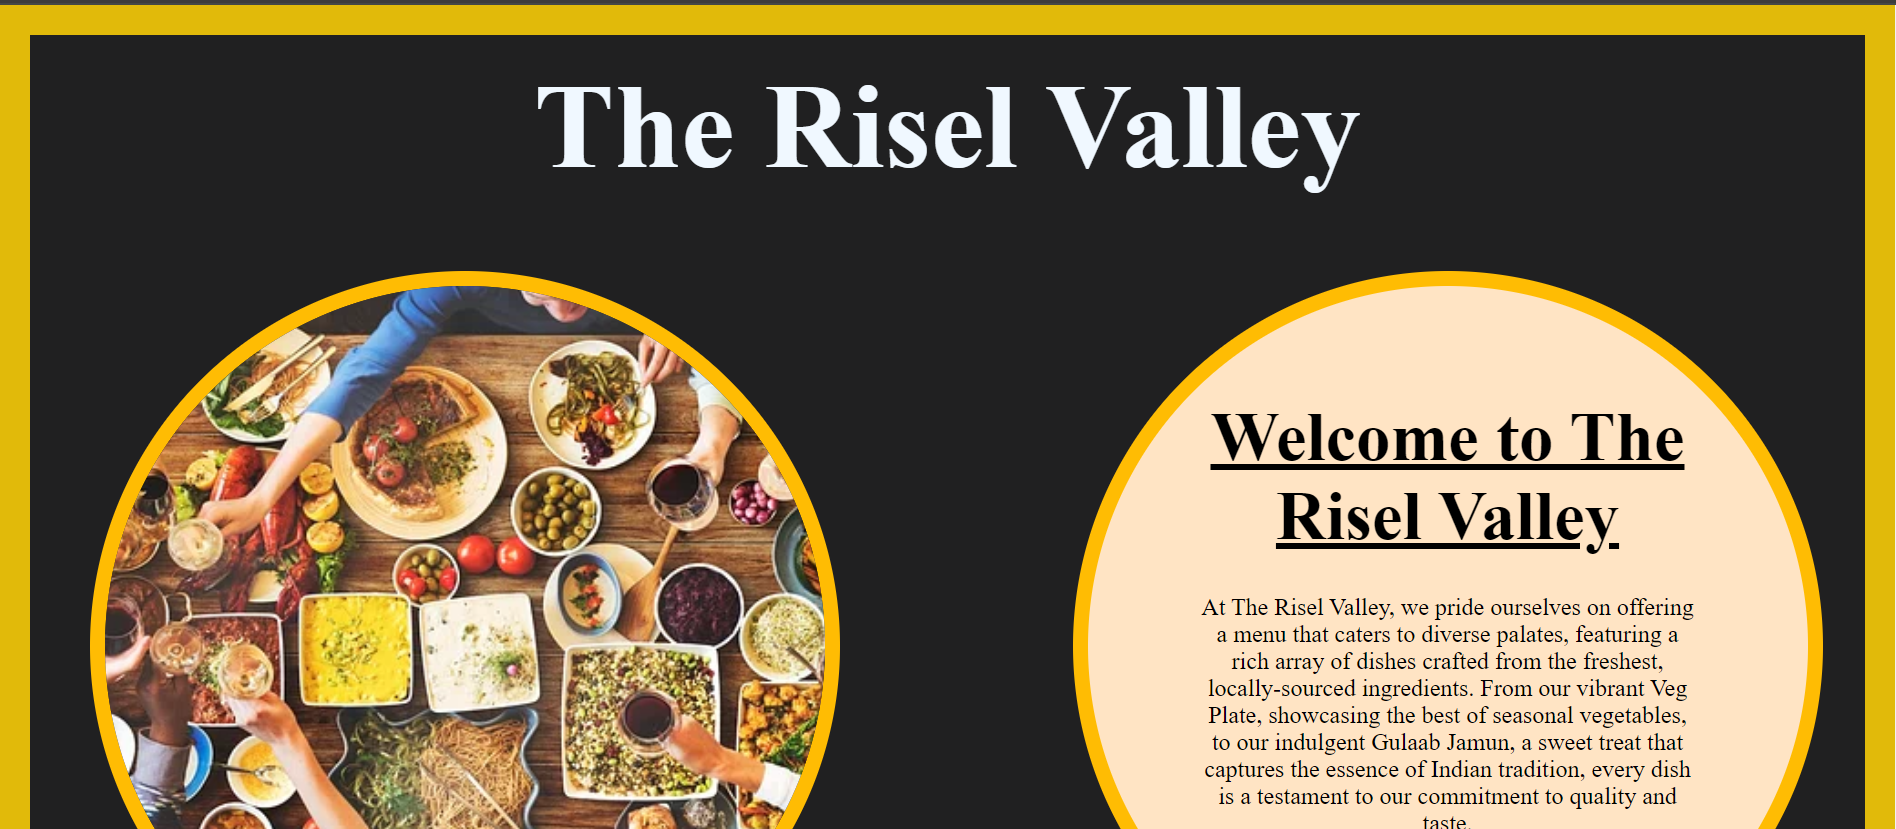 The Risel Valley
Welcome to The
Risel Valley
At The Risel Valley, we pride ourselves on offering
a menu that caters to diverse palates, featuring a
rich array of dishes crafted from the freshest,
locally-sourced ingredients. From our vibrant Veg
Plate, showcasing the best of seasonal vegetables,
to our indulgent Gulaab Jamun, a sweet treat that
captures the essence of Indian tradition, every dish
is a testament to our commitment to quality and
taste.